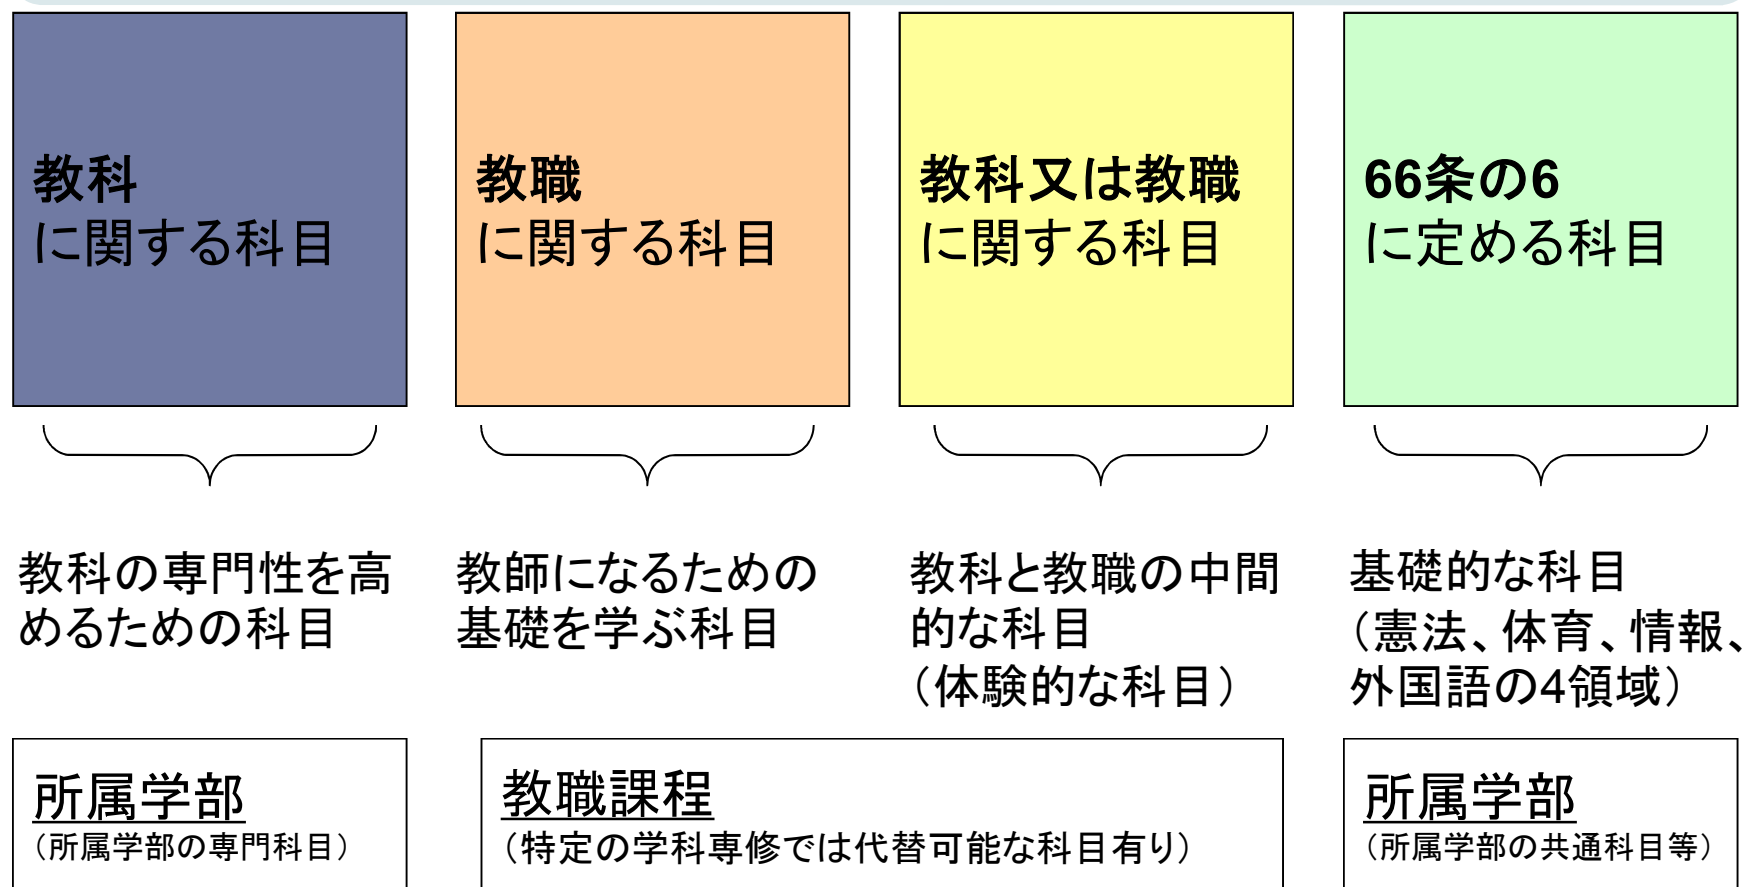 教科
に関する科目
教職
に関する科目
教科又は教職
に関する科目
66条の6
に定める科目
教科の専門性を高
めるための科目
教師になるための
基礎を学ぶ科目
教科と教職の中間
的な科目
（体験的な科目）
基礎的な科目
（憲法、体育、情報、
外国語の4領域）
所属学部
（所属学部の専門科目）
教職課程
（特定の学科専修では代替可能な科目有り）
所属学部
（所属学部の共通科目等）